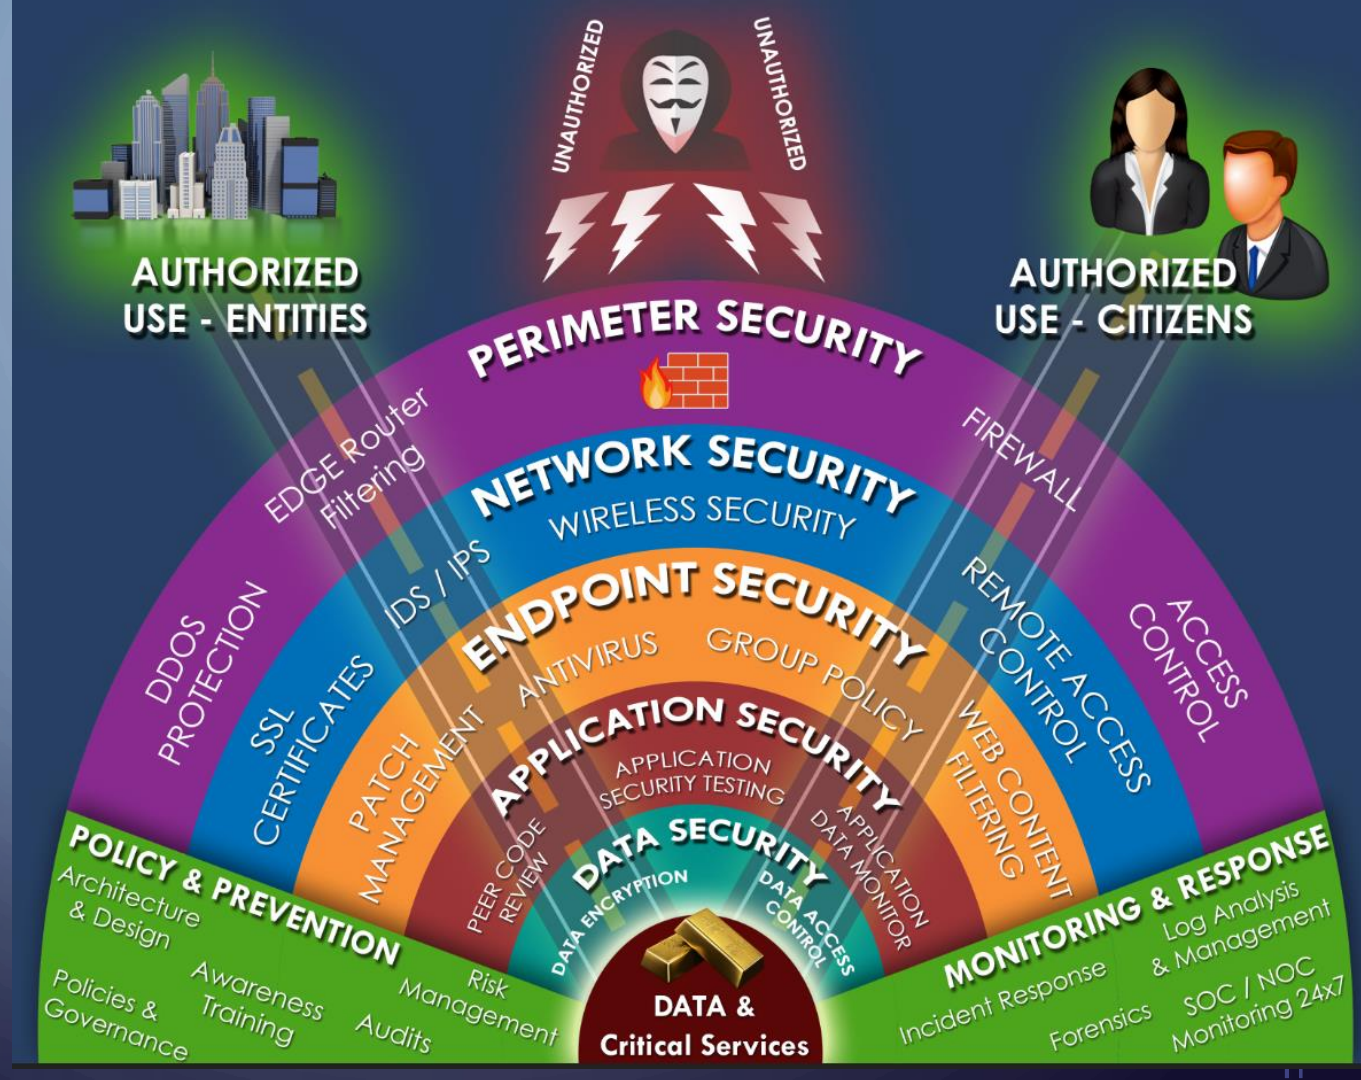 UNAUTHORIZED
UNAUTHORIZED
AUTHORIZED
USE - ENTITIES
AUTHORIZED
USE - CITIZENS
PERIMETER SECURITY
EDGE Router
Filtering
FIREWALL
DDOS
PROTECTION
ACCESS
CONTROL
NETWORK SECURITY
WIRELESS SECURITY
IDS / IPS
REMOTE ACCESS
CONTROL
SSL
CERTIFICATES
ENDPOINT SECURITY
ANTIVIRUS
GROUP POLICY
PATCH
MANAGEMENT
WEB CONTENT
FILTERING
APPLICATION SECURITY
APPLICATION
SECURITY TESTING
PEER CODE
REVIEW
APPLICATION
DATA MONITOR
DATA SECURITY
DATA ENCRYPTION
DATA ACCESS
CONTROL
DATA &
Critical Services
POLICY & PREVENTION
Architecture
& Design
Policies &
Governance
Awareness
Training
Audits
Risk
Management
MONITORING & RESPONSE
Log Analysis
& Management
Incident Response
Forensics
SOC / NOC
Monitoring 24x7